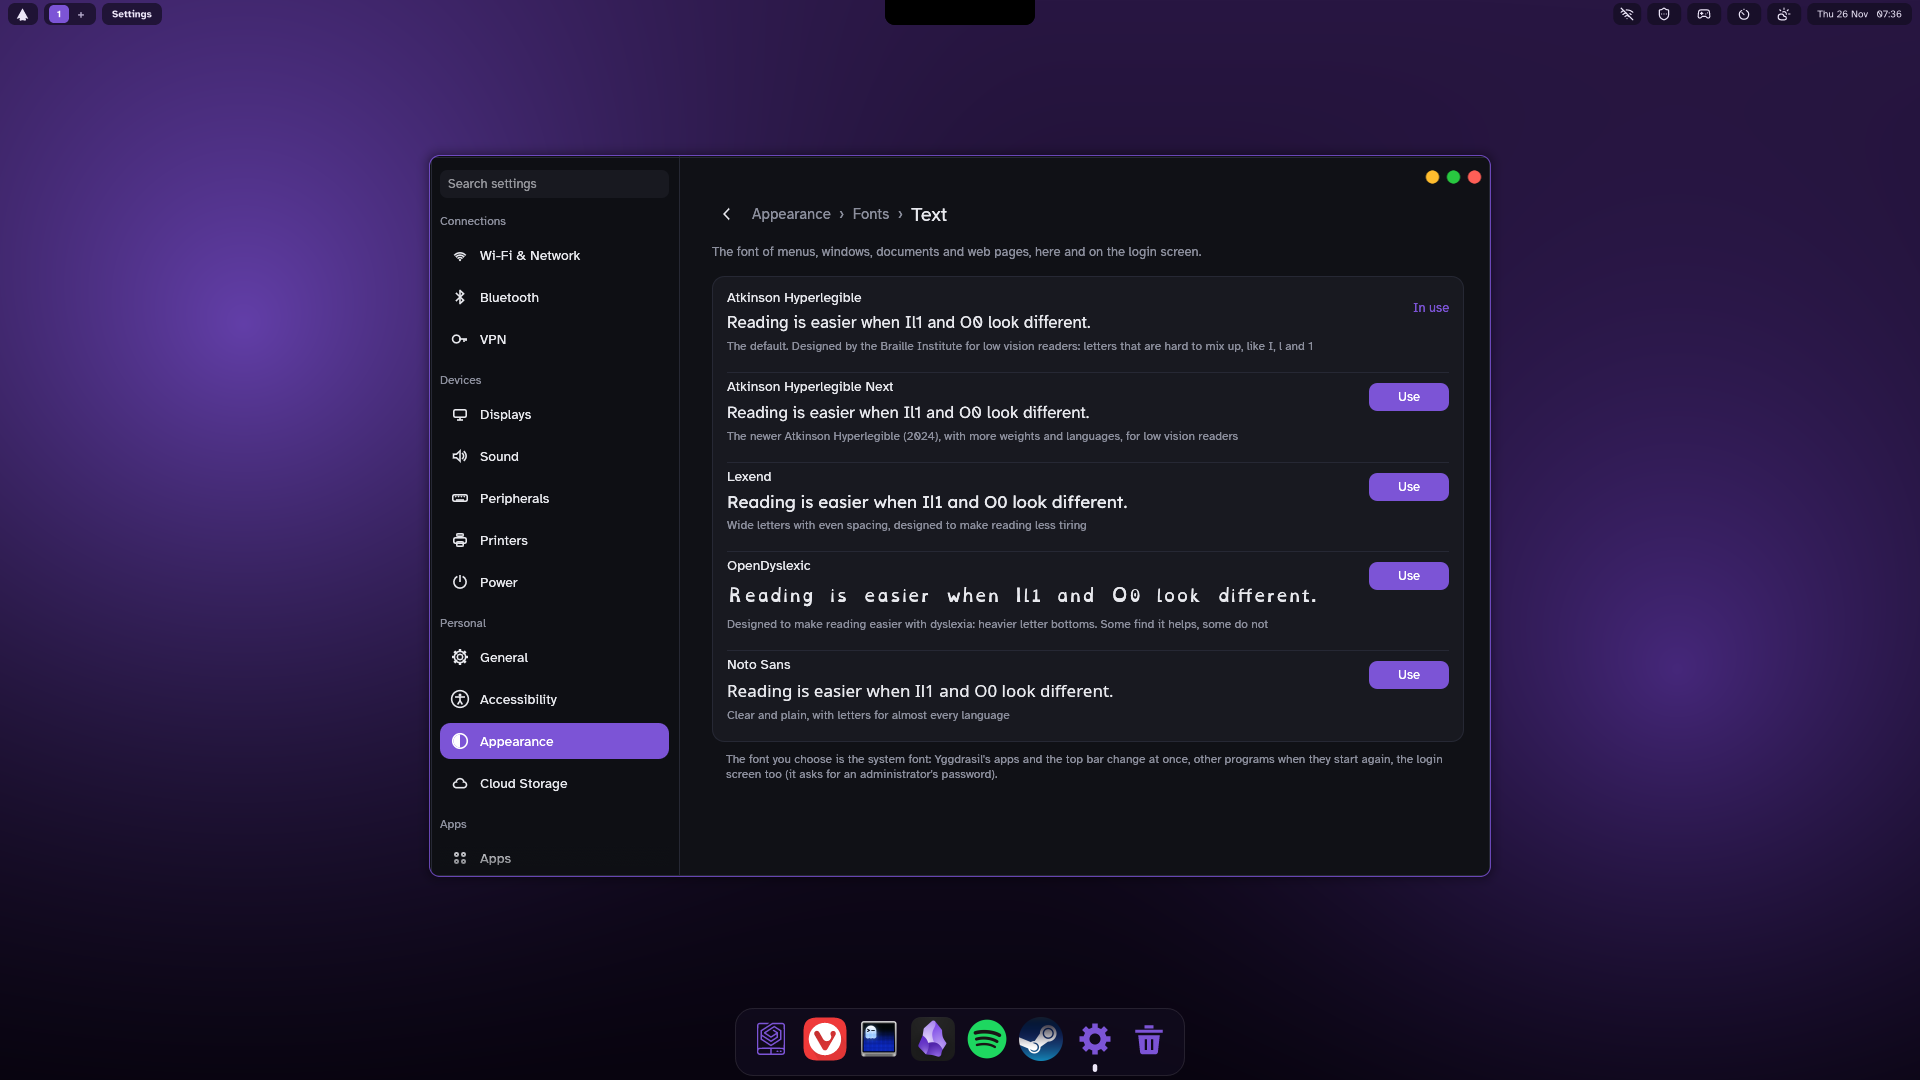 1 +
Settings
Thu 26 Nov 07:36
Search settings
Connections
Wi-Fi & Network
Bluetooth
VPN
Devices
Displays
Sound
Peripherals
Printers
Power
Personal
General
Accessibility
Appearance
Cloud Storage
Apps
Apps
Appearance › Fonts › Text
The font of menus, windows, documents and web pages, here and on the login screen.
Atkinson Hyperlegible
In use
Reading is easier when Il1 and O0 look different.
The default. Designed by the Braille Institute for low vision readers: letters that are hard to mix up, like I, l and 1
Atkinson Hyperlegible Next
Use
Reading is easier when Il1 and O0 look different.
The newer Atkinson Hyperlegible (2024), with more weights and languages, for low vision readers
Lexend
Use
Reading is easier when Il1 and O0 look different.
Wide letters with even spacing, designed to make reading less tiring
OpenDyslexic
Use
Reading is easier when Il1 and O0 look different.
Designed to make reading easier with dyslexia: heavier letter bottoms. Some find it helps, some do not
Noto Sans
Use
Reading is easier when Il1 and O0 look different.
Clear and plain, with letters for almost every language
The font you choose is the system font: Yggdrasil's apps and the top bar change at once, other programs when they start again, the login
screen too (it asks for an administrator's password).